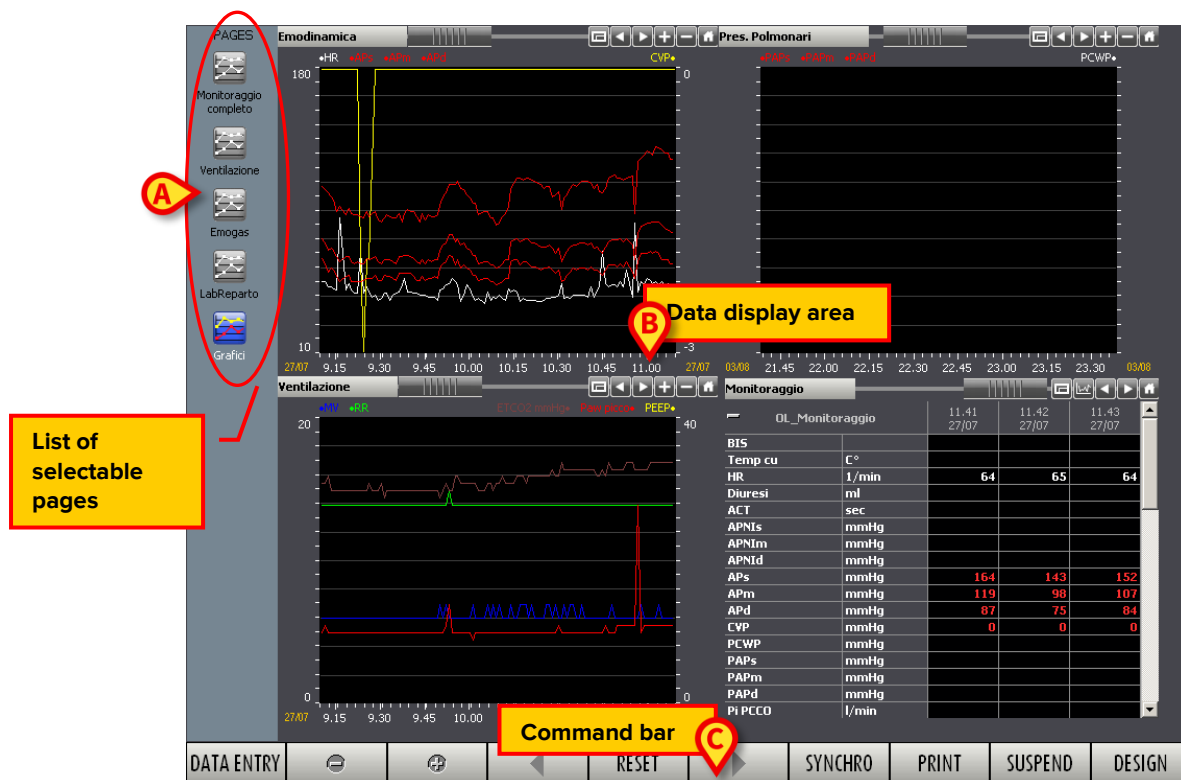 PAGES
Monitoraggio
completo
Ventilazione
Emogas
LabReparto
Grafici
A
List of
selectable
pages
Emodinamica
HR APs APm APd CVP
180 0
10 -3
27/07 9.15 9.30 9.45 10.00 10.15 10.30 10.45 11.00 27/07
Pres. Polmonari
PAPs PAPm PAPd PCWP
03/08 21.45 22.00 22.15 22.30 22.45 23.00 23.15 23.30 03/08
B
Data display area
Ventilazione
MV RR ETCO2 mmHg PEEP
20 40
0 0
27/07 9.15 9.30 9.45 10.00
Monitoraggio
OL_Monitoraggio 11.41 11.42 11.43
27/07 27/07 27/07
BIS
Temp cu C°
HR 1/min 64 65 64
Diuresi ml
ACT sec
APNIs mmHg
APNIm mmHg
APNId mmHg
APs mmHg 164 143 152
APm mmHg 119 98 107
APd mmHg 87 75 84
CVP mmHg 0 0 0
PCWP mmHg
PAPs mmHg
PAPm mmHg
PAPd mmHg
Pi PCCO l/min
Command bar
C
DATA ENTRY RESET SYNCHRO PRINT SUSPEND DESIGN